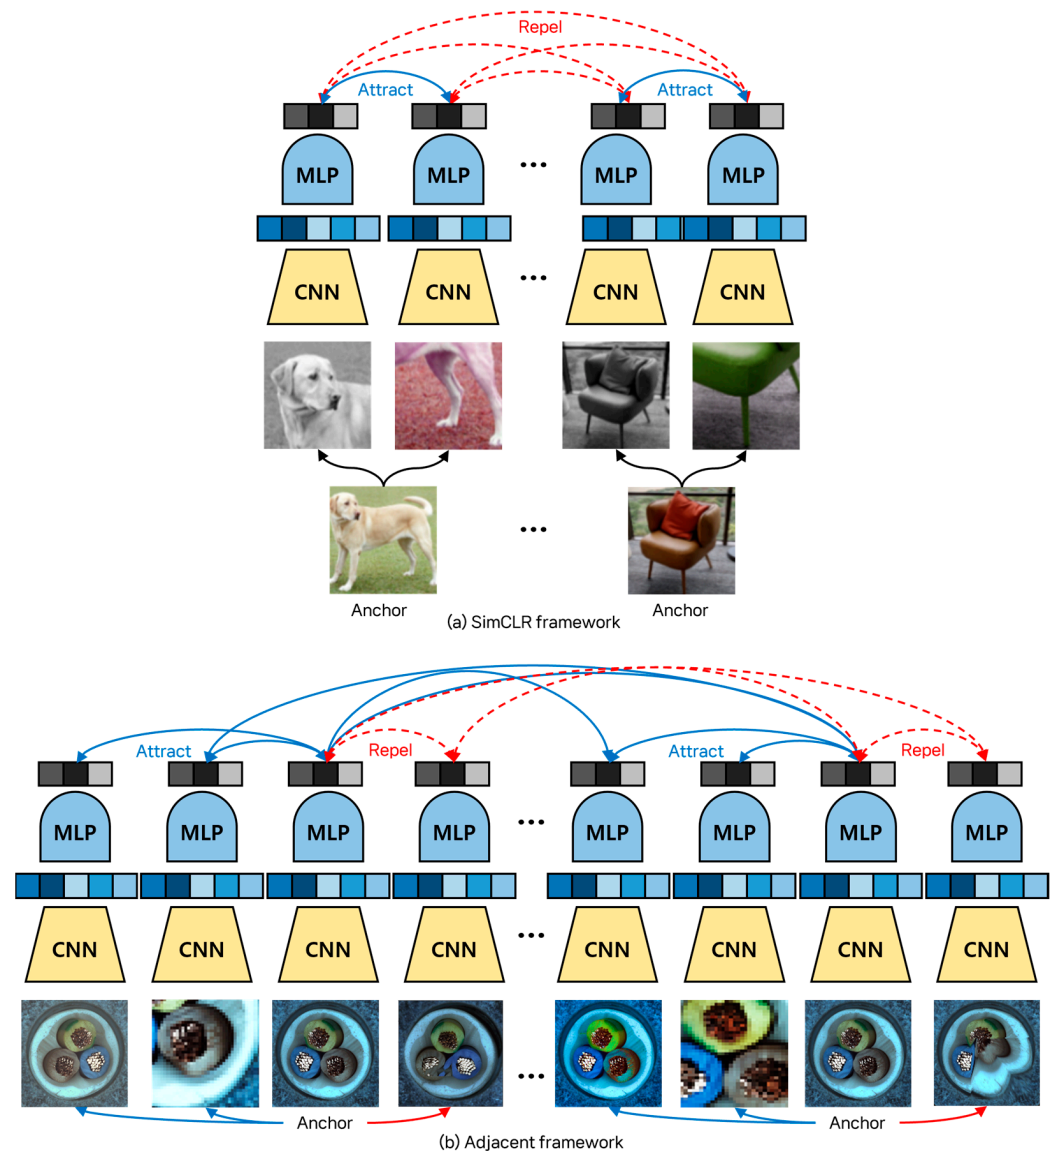 Repel
Attract Attract
MLP MLP ... MLP MLP
CNN CNN ... CNN CNN
...
Anchor Anchor
(a) SimCLR framework
Attract Repel Attract Repel
MLP MLP MLP MLP ... MLP MLP MLP MLP
CNN CNN CNN CNN ... CNN CNN CNN CNN
...
Anchor Anchor
(b) Adjacent framework